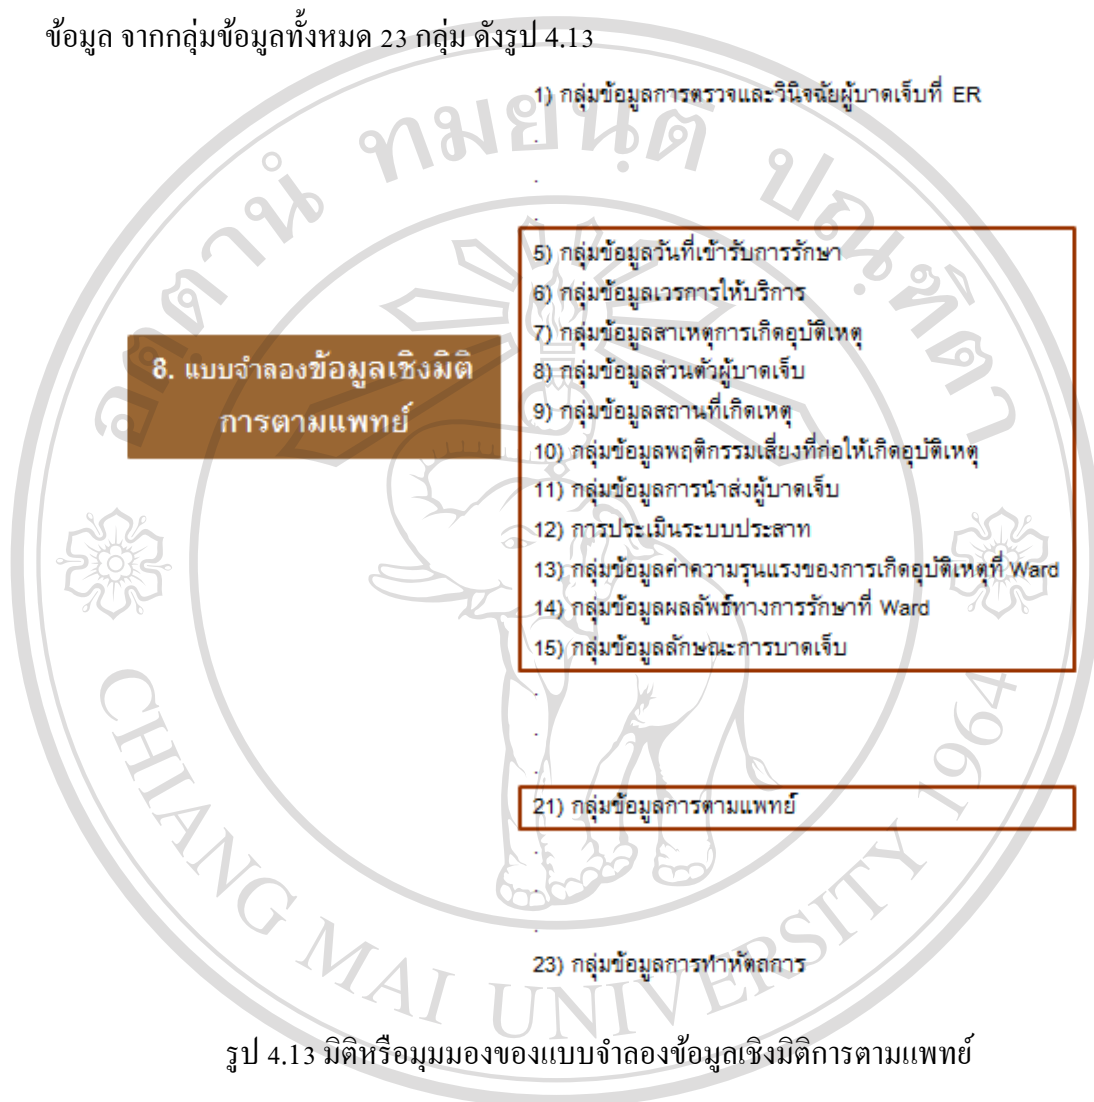 ข้อมูล จากกลุ่มข้อมูลทั้งหมด 23 กลุ่ม ดังรูป 4.13
1) กลุ่มข้อมูลการตรวจและวินิจฉัยผู้บาดเจ็บที่ ER
.
.
.
8. แบบจำลองข้อมูลเชิงมิติ
การตามแพทย์
5) กลุ่มข้อมูลวันที่เข้ารับการรักษา
6) กลุ่มข้อมูลเวรการให้บริการ
7) กลุ่มข้อมูลสาเหตุการเกิดอุบัติเหตุ
8) กลุ่มข้อมูลส่วนตัวผู้บาดเจ็บ
9) กลุ่มข้อมูลสถานที่เกิดเหตุ
10) กลุ่มข้อมูลพฤติกรรมเสี่ยงที่ก่อให้เกิดอุบัติเหตุ
11) กลุ่มข้อมูลการนำส่งผู้บาดเจ็บ
12) การประเมินระบบประสาท
13) กลุ่มข้อมูลค่าความรุนแรงของการเกิดอุบัติเหตุที่ Ward
14) กลุ่มข้อมูลผลลัพธ์ทางการรักษาที่ Ward
15) กลุ่มข้อมูลลักษณะการบาดเจ็บ
.
.
.
21) กลุ่มข้อมูลการตามแพทย์
.
.
.
23) กลุ่มข้อมูลการทำหัตถการ
รูป 4.13 มิติหรือมุมมองของแบบจำลองข้อมูลเชิงมิติการตามแพทย์
อตฺตานํ ทมยนฺติ ปณฺฑิตา
CHIANG MAI UNIVERSITY 1964